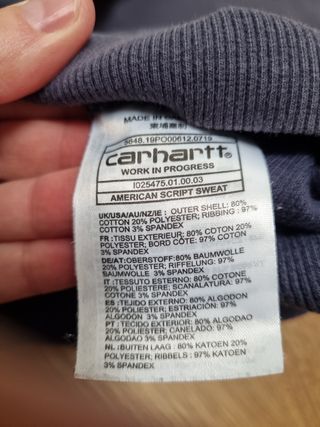 MADE IN
5648.19PO00612.0719
carhartt
WORK IN PROGRESS
I025475.01.00.03
AMERICAN SCRIPT SWEAT
UK/USA/AU/NZ/IE : OUTER SHELL: 80%
COTTON 20% POLYESTER; RIBBING : 97%
COTTON 3% SPANDEX
FR :TISSU EXTERIEUR: 80% COTON 20%
POLYESTER, BORD CÔTE: 97% COTON
3% SPANDEX
DE/AT:OBERSTOFF:80% BAUMWOLLE
20% POLYESTER; RIFFELUNG: 97%
BAUMWOLLE 3% SPANDEX
IT :TESSUTO ESTERNO: 80% COTONE
20% POLIESTERE; SCANALATURA: 97%
COTONE 3% SPANDEX
ES :TEJIDO EXTERNO: 80% ALGODON
20% POLIESTER, ESTRIACIÓN: 97%
ALGODON 3% SPANDEX
PT :TECIDO EXTERIOR: 80% ALGODAO
20% POLIESTER; CANELADO: 97%
ALGODAO 3% SPANDEX
NL :BUITEN LAAG : 80% KATOEN 20%
POLYESTER; RIBBELS : 97% KATOEN
3% SPANDEX